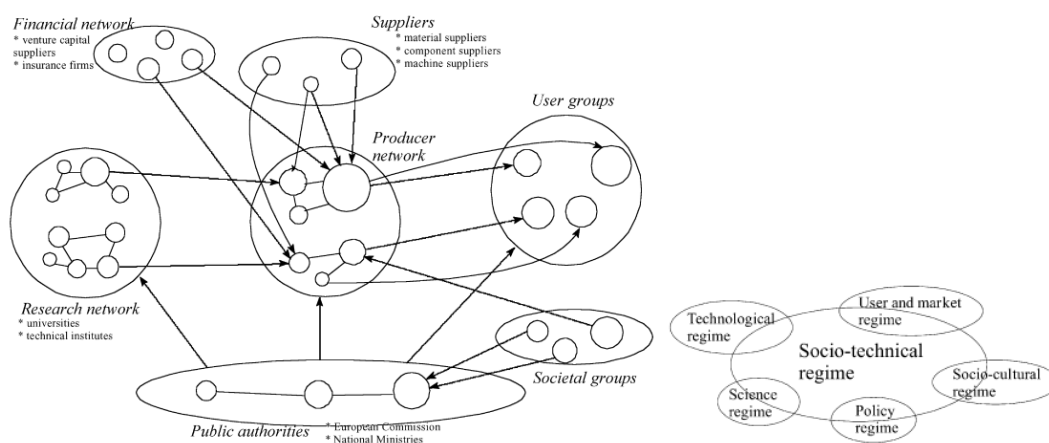 Financial network
* venture capital
suppliers
* insurance firms
Suppliers
* material suppliers
* component suppliers
* machine suppliers
User groups
Producer
network
Research network
* universities
* technical institutes
Societal groups
Public authorities
* European Commission
* National Ministries
Technological
regime
User and market
regime
Socio-technical
regime
Socio-cultural
regime
Science
regime
Policy
regime